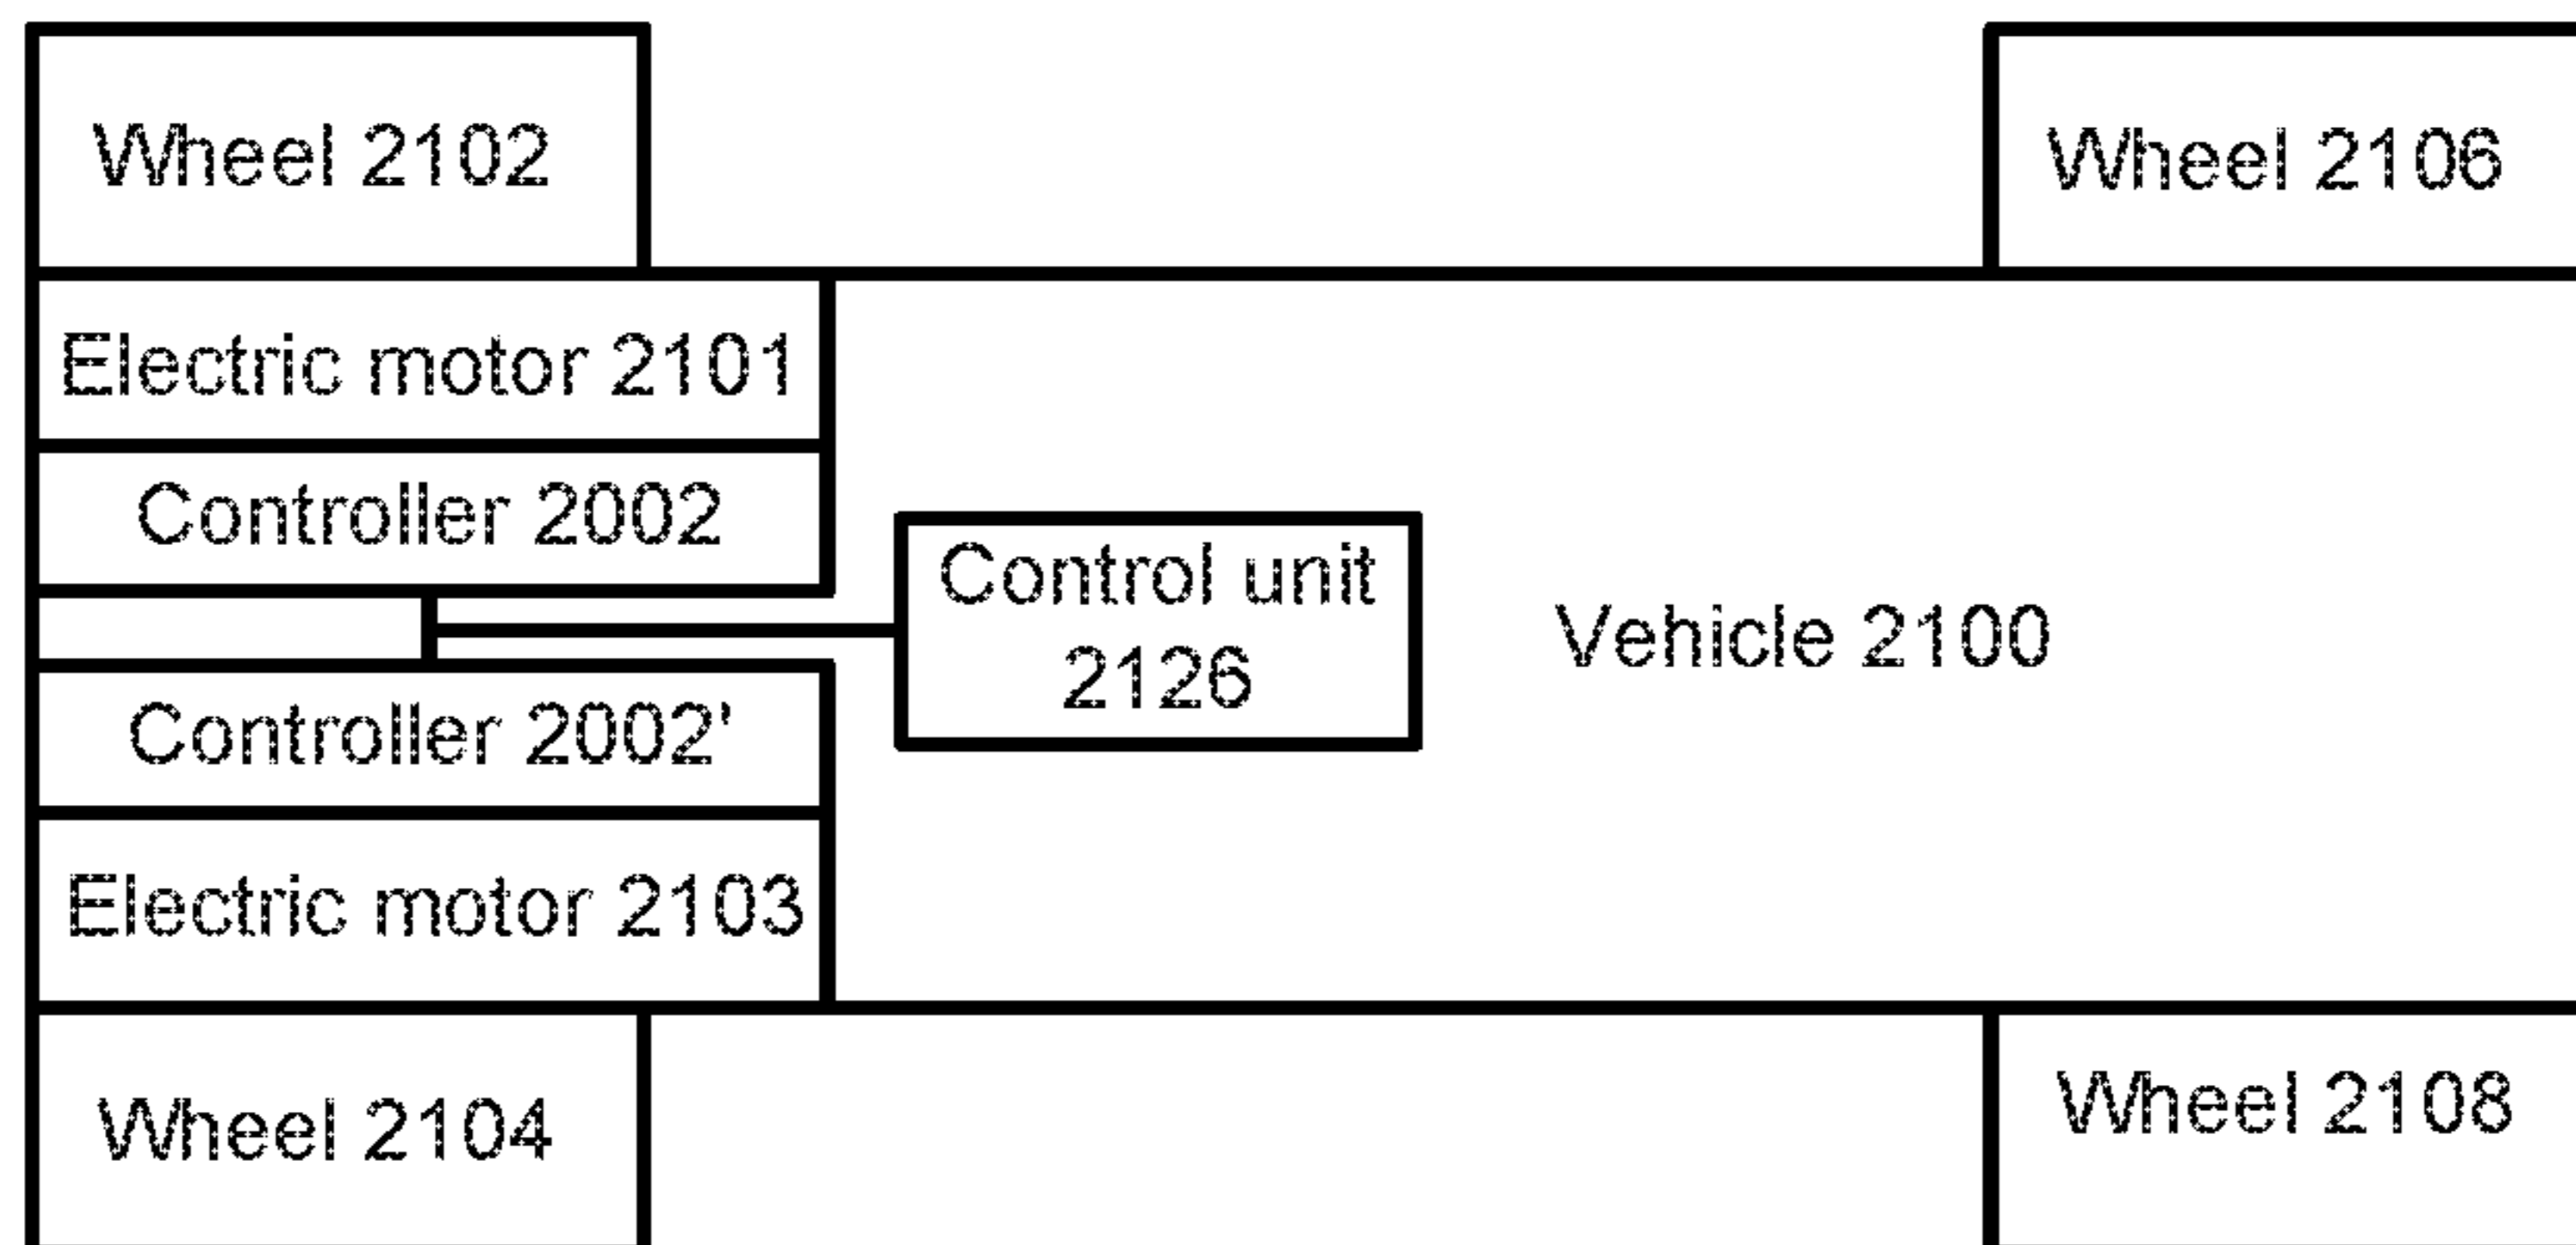 Wheel 2102
Wheel 2106
Electric motor 2101
Controller 2002
Control unit
2126
Vehicle 2100
Controller 2002'
Electric motor 2103
Wheel 2104
Wheel 2108